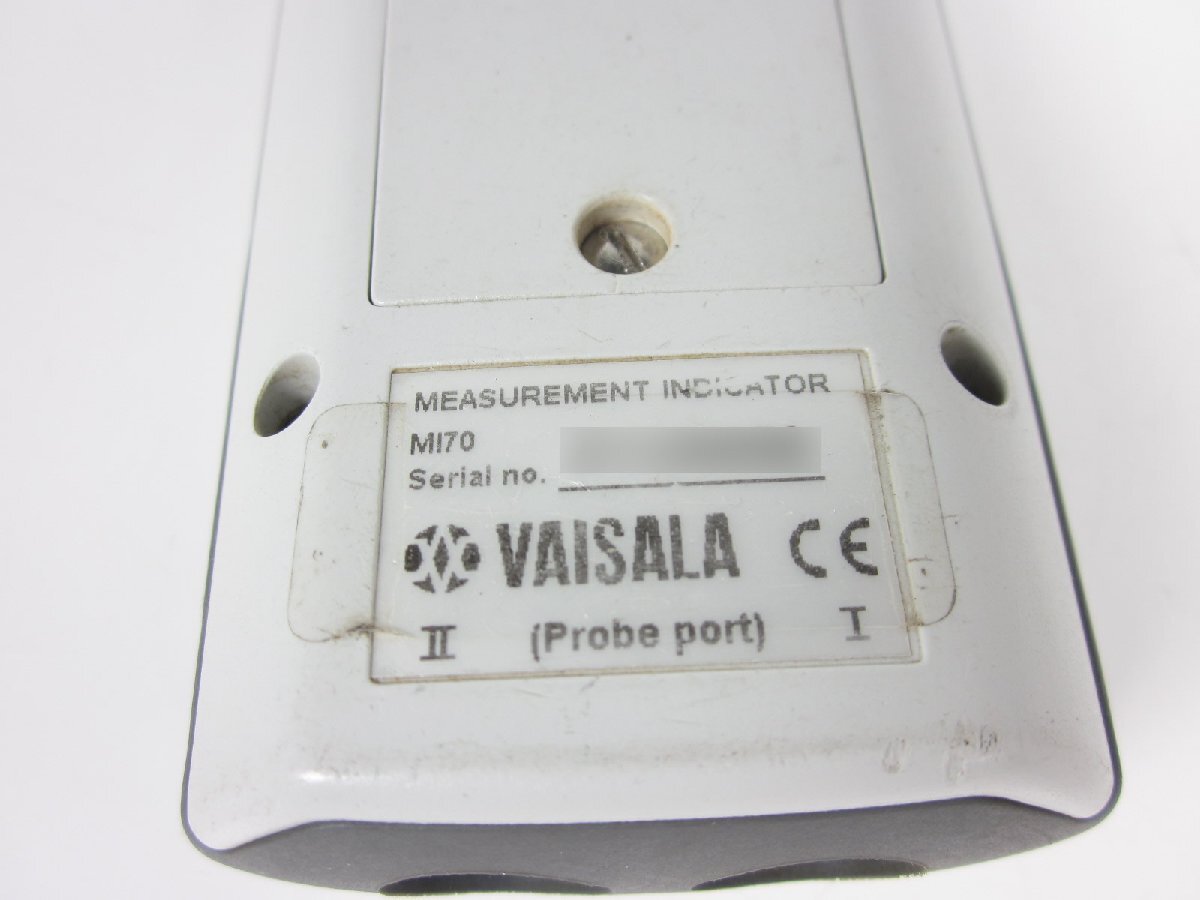 MEASUREMENT INDICATOR
MI70
Serial no.
VAISALA CE
II (Probe port) I